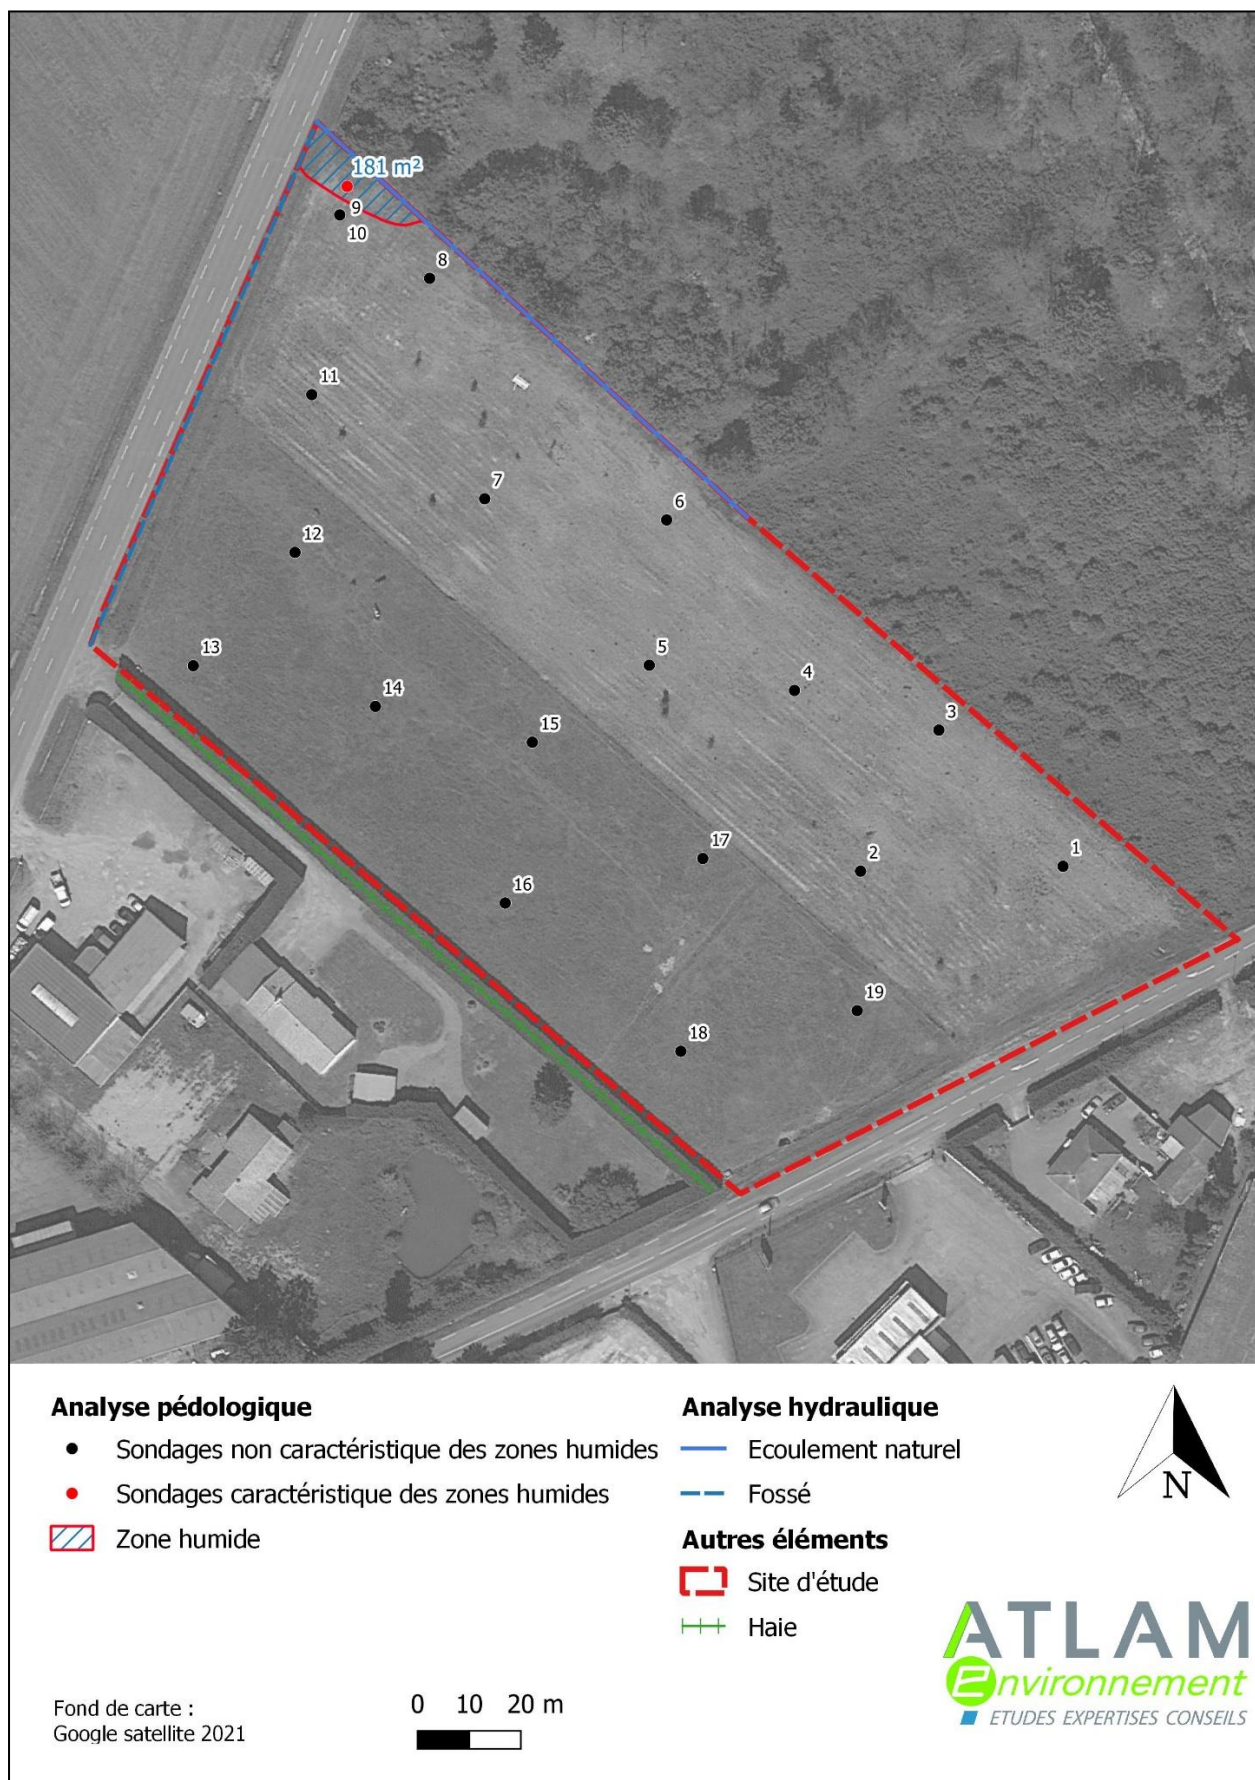 181 m²
9
10
8
11
7
6
12
5
13
4
14
3
15
17
2
1
16
19
18
Analyse pédologique
Sondages non caractéristique des zones humides
Sondages caractéristique des zones humides
Zone humide
Analyse hydraulique
Ecoulement naturel
Fossé
Autres éléments
Site d'étude
Haie
N
Fond de carte :
Google satellite 2021
0 10 20 m
ATLAM
environnement
ETUDES EXPERTISES CONSEILS